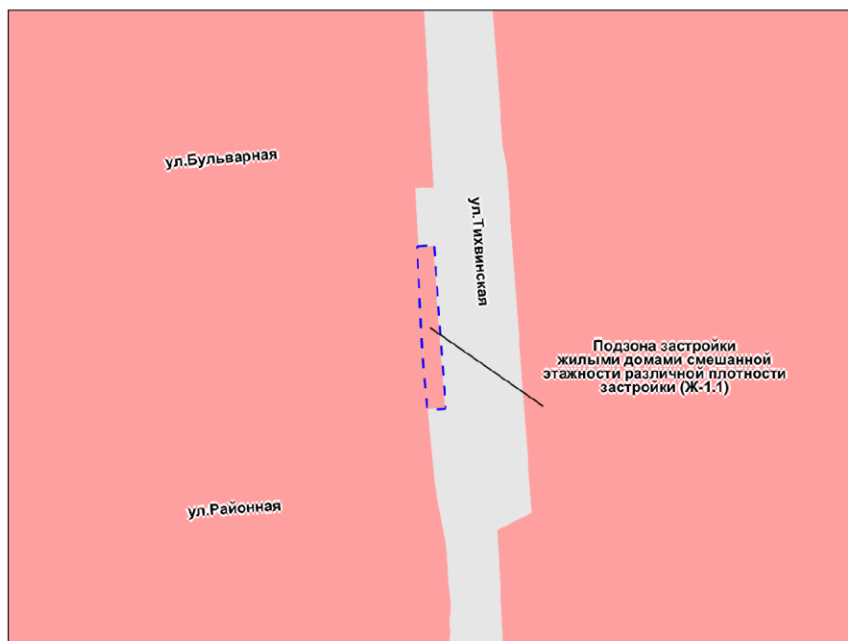 ул.Бульварная
ул.Тихвинская
Подзона застройки
жилыми домами смешанной
этажности различной плотности
застройки (Ж-1.1)
ул.Районная